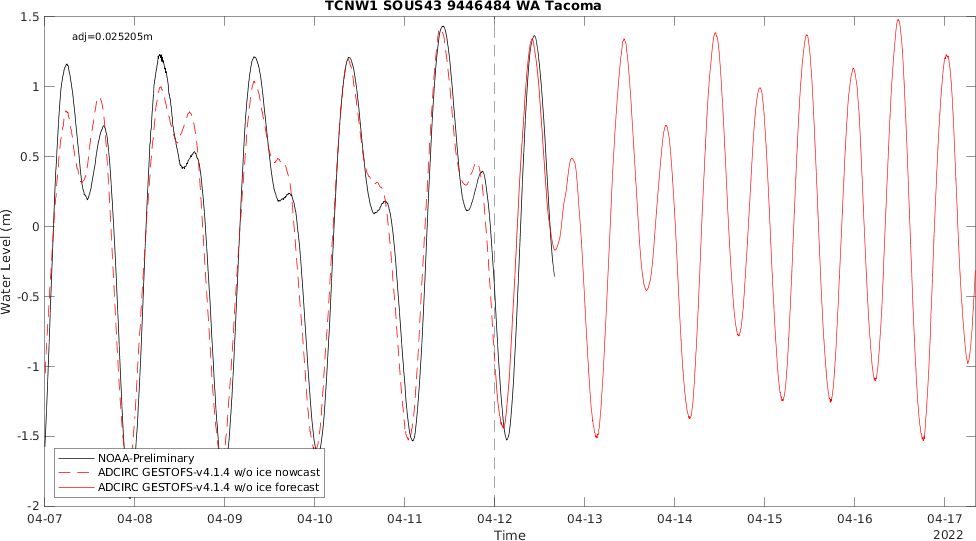 TCNW1 SOUS43 9446484 WA Tacoma
adj=0.025205m
Water Level (m)
1.5
1
0.5
0
-0.5
-1
-1.5
-2
NOAA-Preliminary
ADCIRC GESTOFS-v4.1.4 w/o ice nowcast
ADCIRC GESTOFS-v4.1.4 w/o ice forecast
04-07 04-08 04-09 04-10 04-11 04-12 04-13 04-14 04-15 04-16 04-17
Time
2022